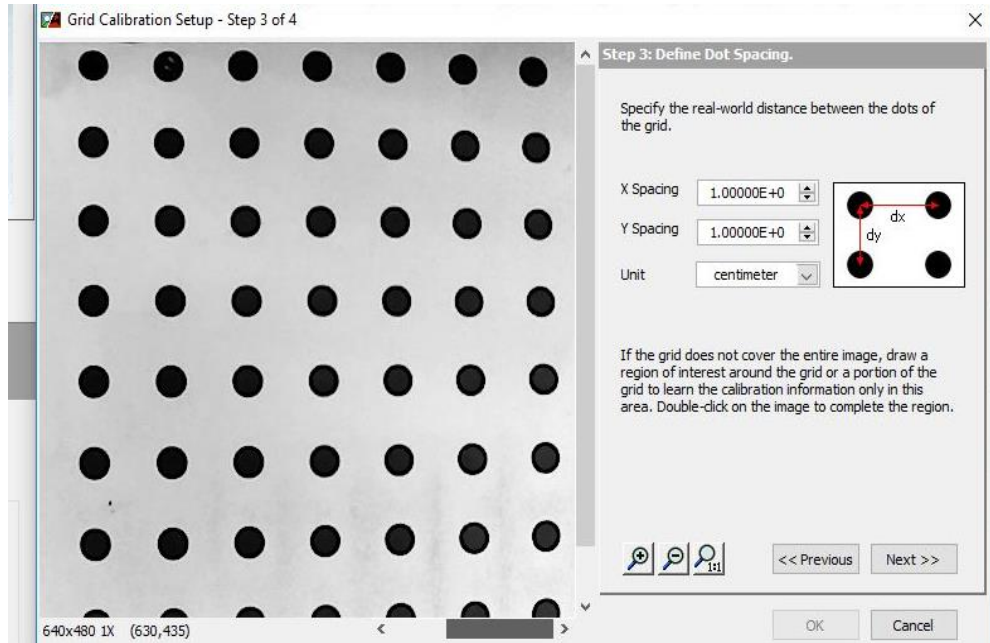 Grid Calibration Setup - Step 3 of 4
Step 3: Define Dot Spacing.
Specify the real-world distance between the dots of
the grid.
X Spacing 1.00000E+0
Y Spacing 1.00000E+0
Unit centimeter
dx
dy
If the grid does not cover the entire image, draw a
region of interest around the grid or a portion of the
grid to learn the calibration information only in this
area. Double-click on the image to complete the region.
1:1
<< Previous Next >>
640x480 1X (630,435)
OK Cancel